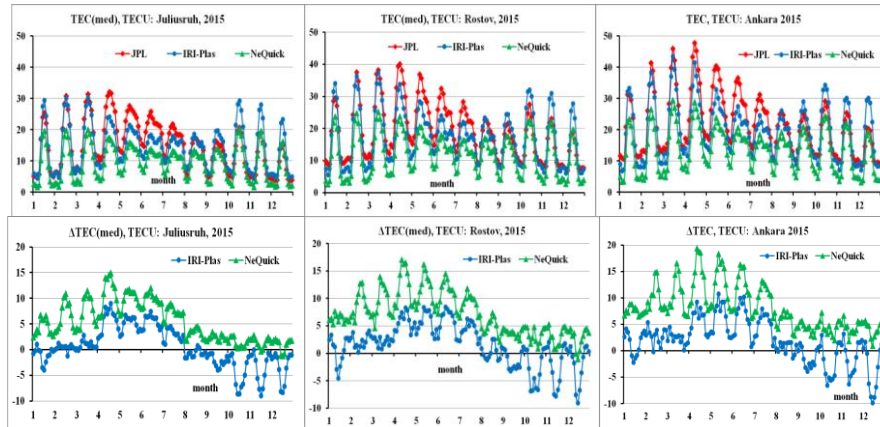 TEC(med), TECU: Juliusruh, 2015
JPL IRI-Plas NeQuick
50
40
30
20
10
0
month
1 2 3 4 5 6 7 8 9 10 11 12
TEC(med), TECU: Rostov, 2015
JPL IRI-Plas NeQuick
50
40
30
20
10
0
month
1 2 3 4 5 6 7 8 9 10 11 12
TEC, TECU: Ankara 2015
JPL IRI-Plas NeQuick
50
40
30
20
10
0
month
1 2 3 4 5 6 7 8 9 10 11 12
ΔTEC(med), TECU: Juliusruh, 2015
IRI-Plas NeQuick
20
15
10
5
0
-5
-10
month
1 2 3 4 5 6 7 8 9 10 11 12
ΔTEC(med), TECU: Rostov, 2015
IRI-Plas NeQuick
20
15
10
5
0
-5
-10
month
1 2 3 4 5 6 7 8 9 10 11 12
ΔTEC, TECU: Ankara 2015
IRI-Plas NeQuick
20
15
10
5
0
-5
-10
month
1 2 3 4 5 6 7 8 9 10 11 12